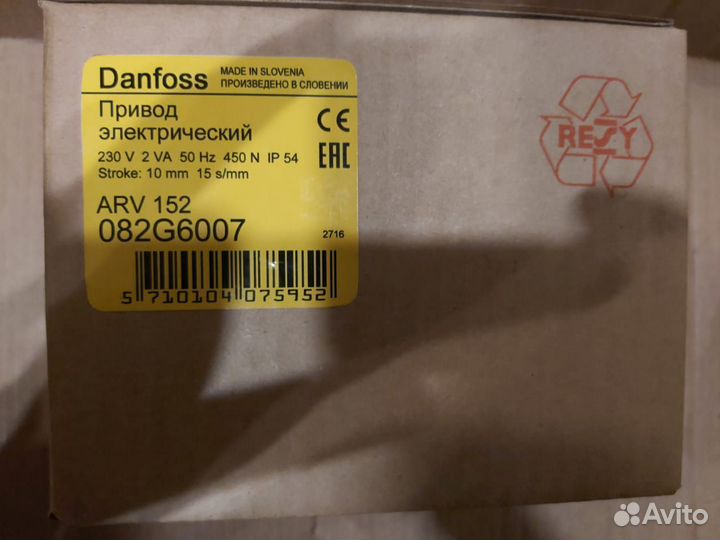 Danfoss
MADE IN SLOVENIA
ПРОИЗВЕДЕНО В СЛОВЕНИИ
Привод
электрический
230 V 2 VA 50 Hz 450 N IP 54
Stroke: 10 mm 15 s/mm
CE
EAC
ARV 152
082G6007
2716
5 710104 075952
RESY
Avito